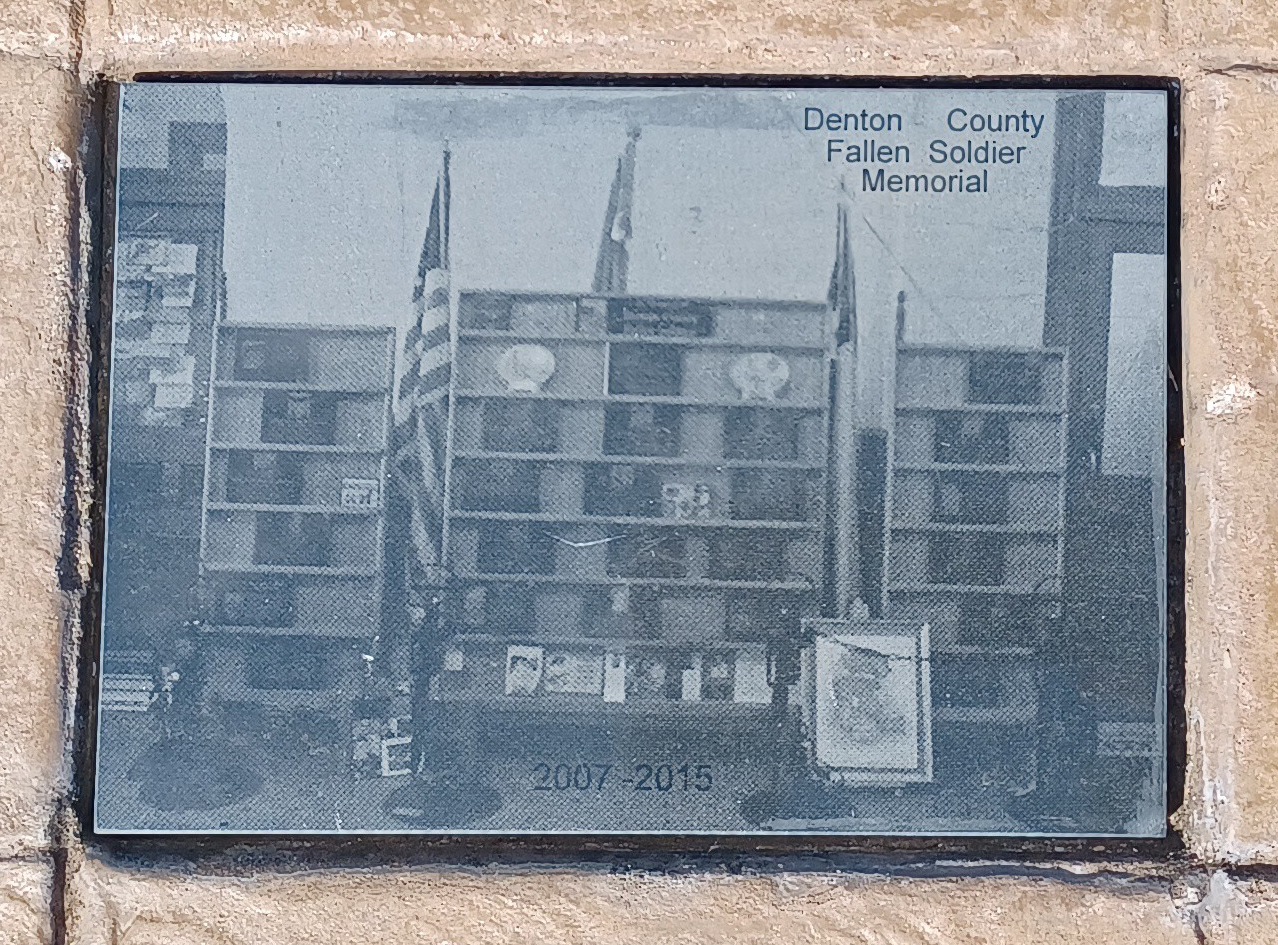 Denton County
Fallen Soldier
Memorial
2007-2015